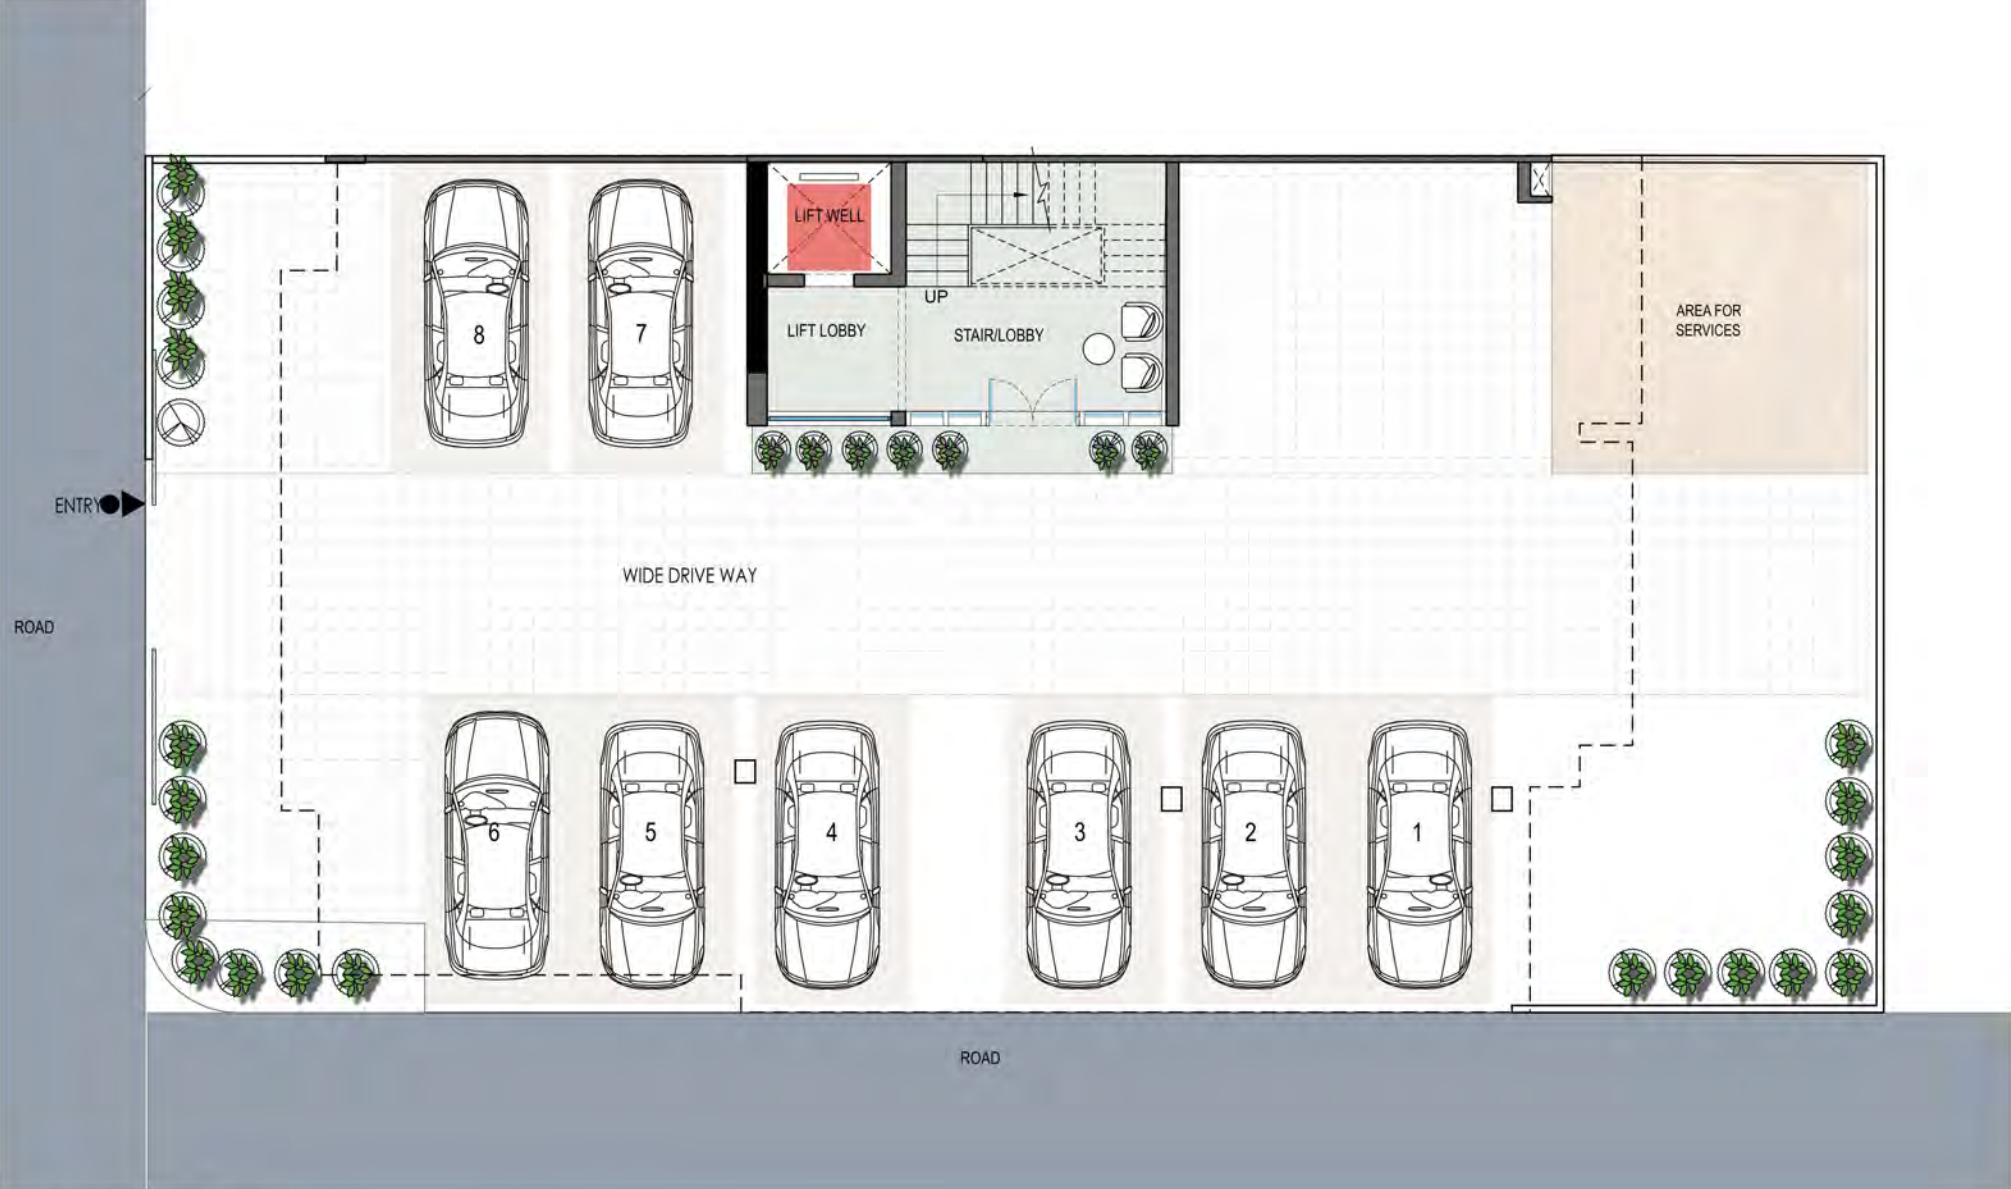 LIFT WELL
UP
8
7
LIFT LOBBY
STAIR/LOBBY
AREA FOR
SERVICES
ENTRY
WIDE DRIVE WAY
ROAD
6
5
4
3
2
1
ROAD